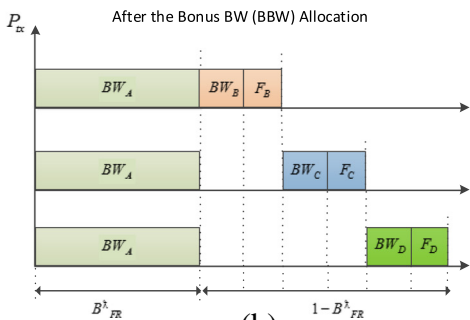 After the Bonus BW (BBW) Allocation
P_tx
BW_A BW_B F_B
BW_A BW_C F_C
BW_A BW_D F_D
B^λ_FR 1 − B^λ_FR